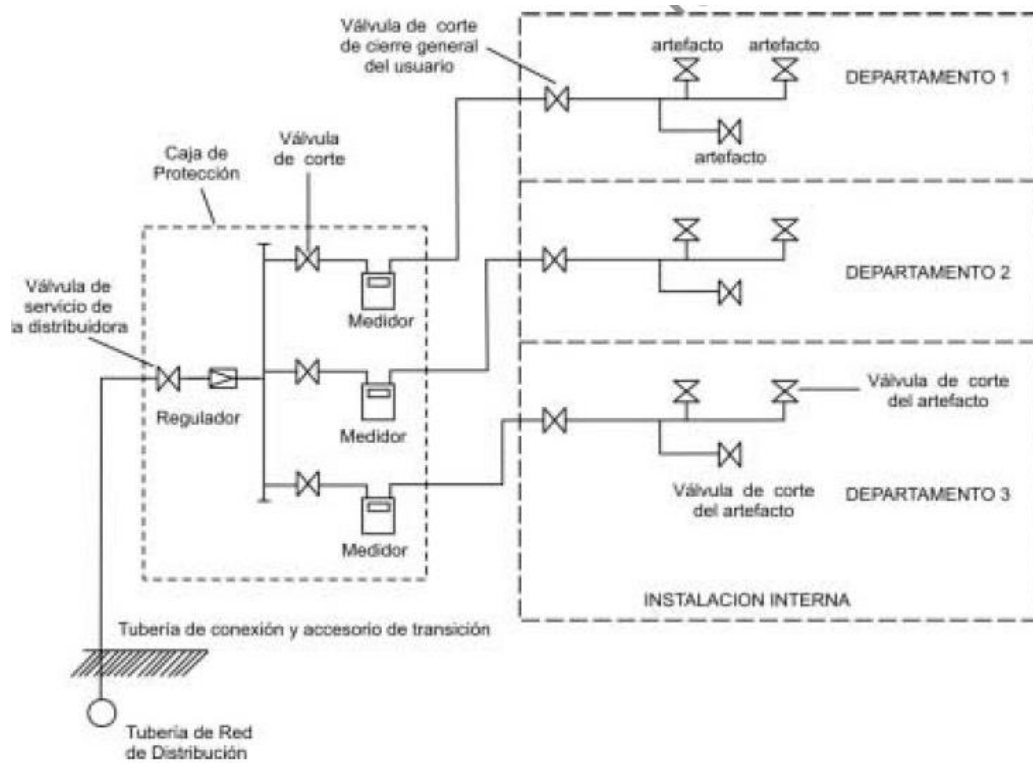 Válvula de corte
de cierre general
del usuario
artefacto
artefacto
DEPARTAMENTO 1
artefacto
Caja de
Protección
Válvula
de corte
DEPARTAMENTO 2
Válvula de
servicio de
a distribuidora
Medidor
Regulador
Medidor
Válvula de corte
del artefacto
Válvula de corte
del artefacto
DEPARTAMENTO 3
Medidor
INSTALACION INTERNA
Tubería de conexión y accesorio de transición
Tubería de Red
de Distribución